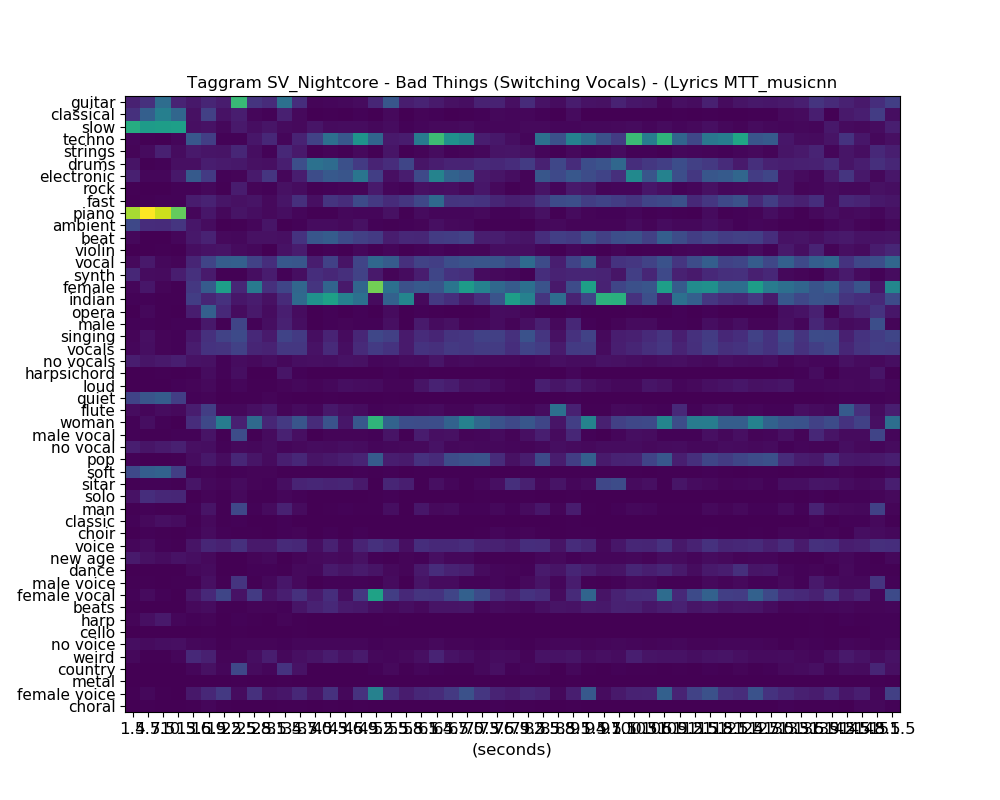 Taggram SV_Nightcore - Bad Things (Switching Vocals) - (Lyrics MTT_musicnn
guitar
classical
slow
techno
strings
drums
electronic
rock
fast
piano
ambient
beat
violin
vocal
synth
female
indian
opera
male
singing
vocals
no vocals
harpsichord
loud
quiet
flute
woman
male vocal
no vocal
pop
soft
sitar
solo
man
classic
choir
voice
new age
dance
male voice
female vocal
beats
harp
cello
no voice
weird
country
metal
female voice
choral
(seconds)